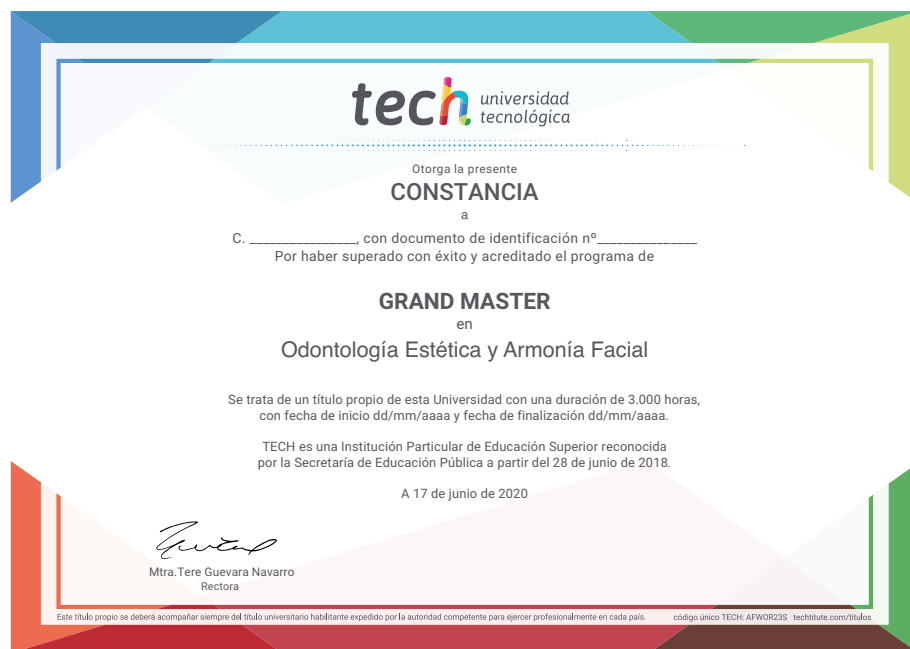 tech universidad
tecnológica
Otorga la presente
CONSTANCIA
a
C. ________________, con documento de identificación nº_______________
Por haber superado con éxito y acreditado el programa de
GRAND MASTER
en
Odontología Estética y Armonía Facial
Se trata de un título propio de esta Universidad con una duración de 3.000 horas,
con fecha de inicio dd/mm/aaaa y fecha de finalización dd/mm/aaaa.
TECH es una Institución Particular de Educación Superior reconocida
por la Secretaría de Educación Pública a partir del 28 de junio de 2018.
A 17 de junio de 2020
Mtra.Tere Guevara Navarro
Rectora
Este título propio se deberá acompañar siempre del título universitario habilitante expedido por la autoridad competente para ejercer profesionalmente en cada país. código único TECH: AFWOR23S techtitute.com/titulos